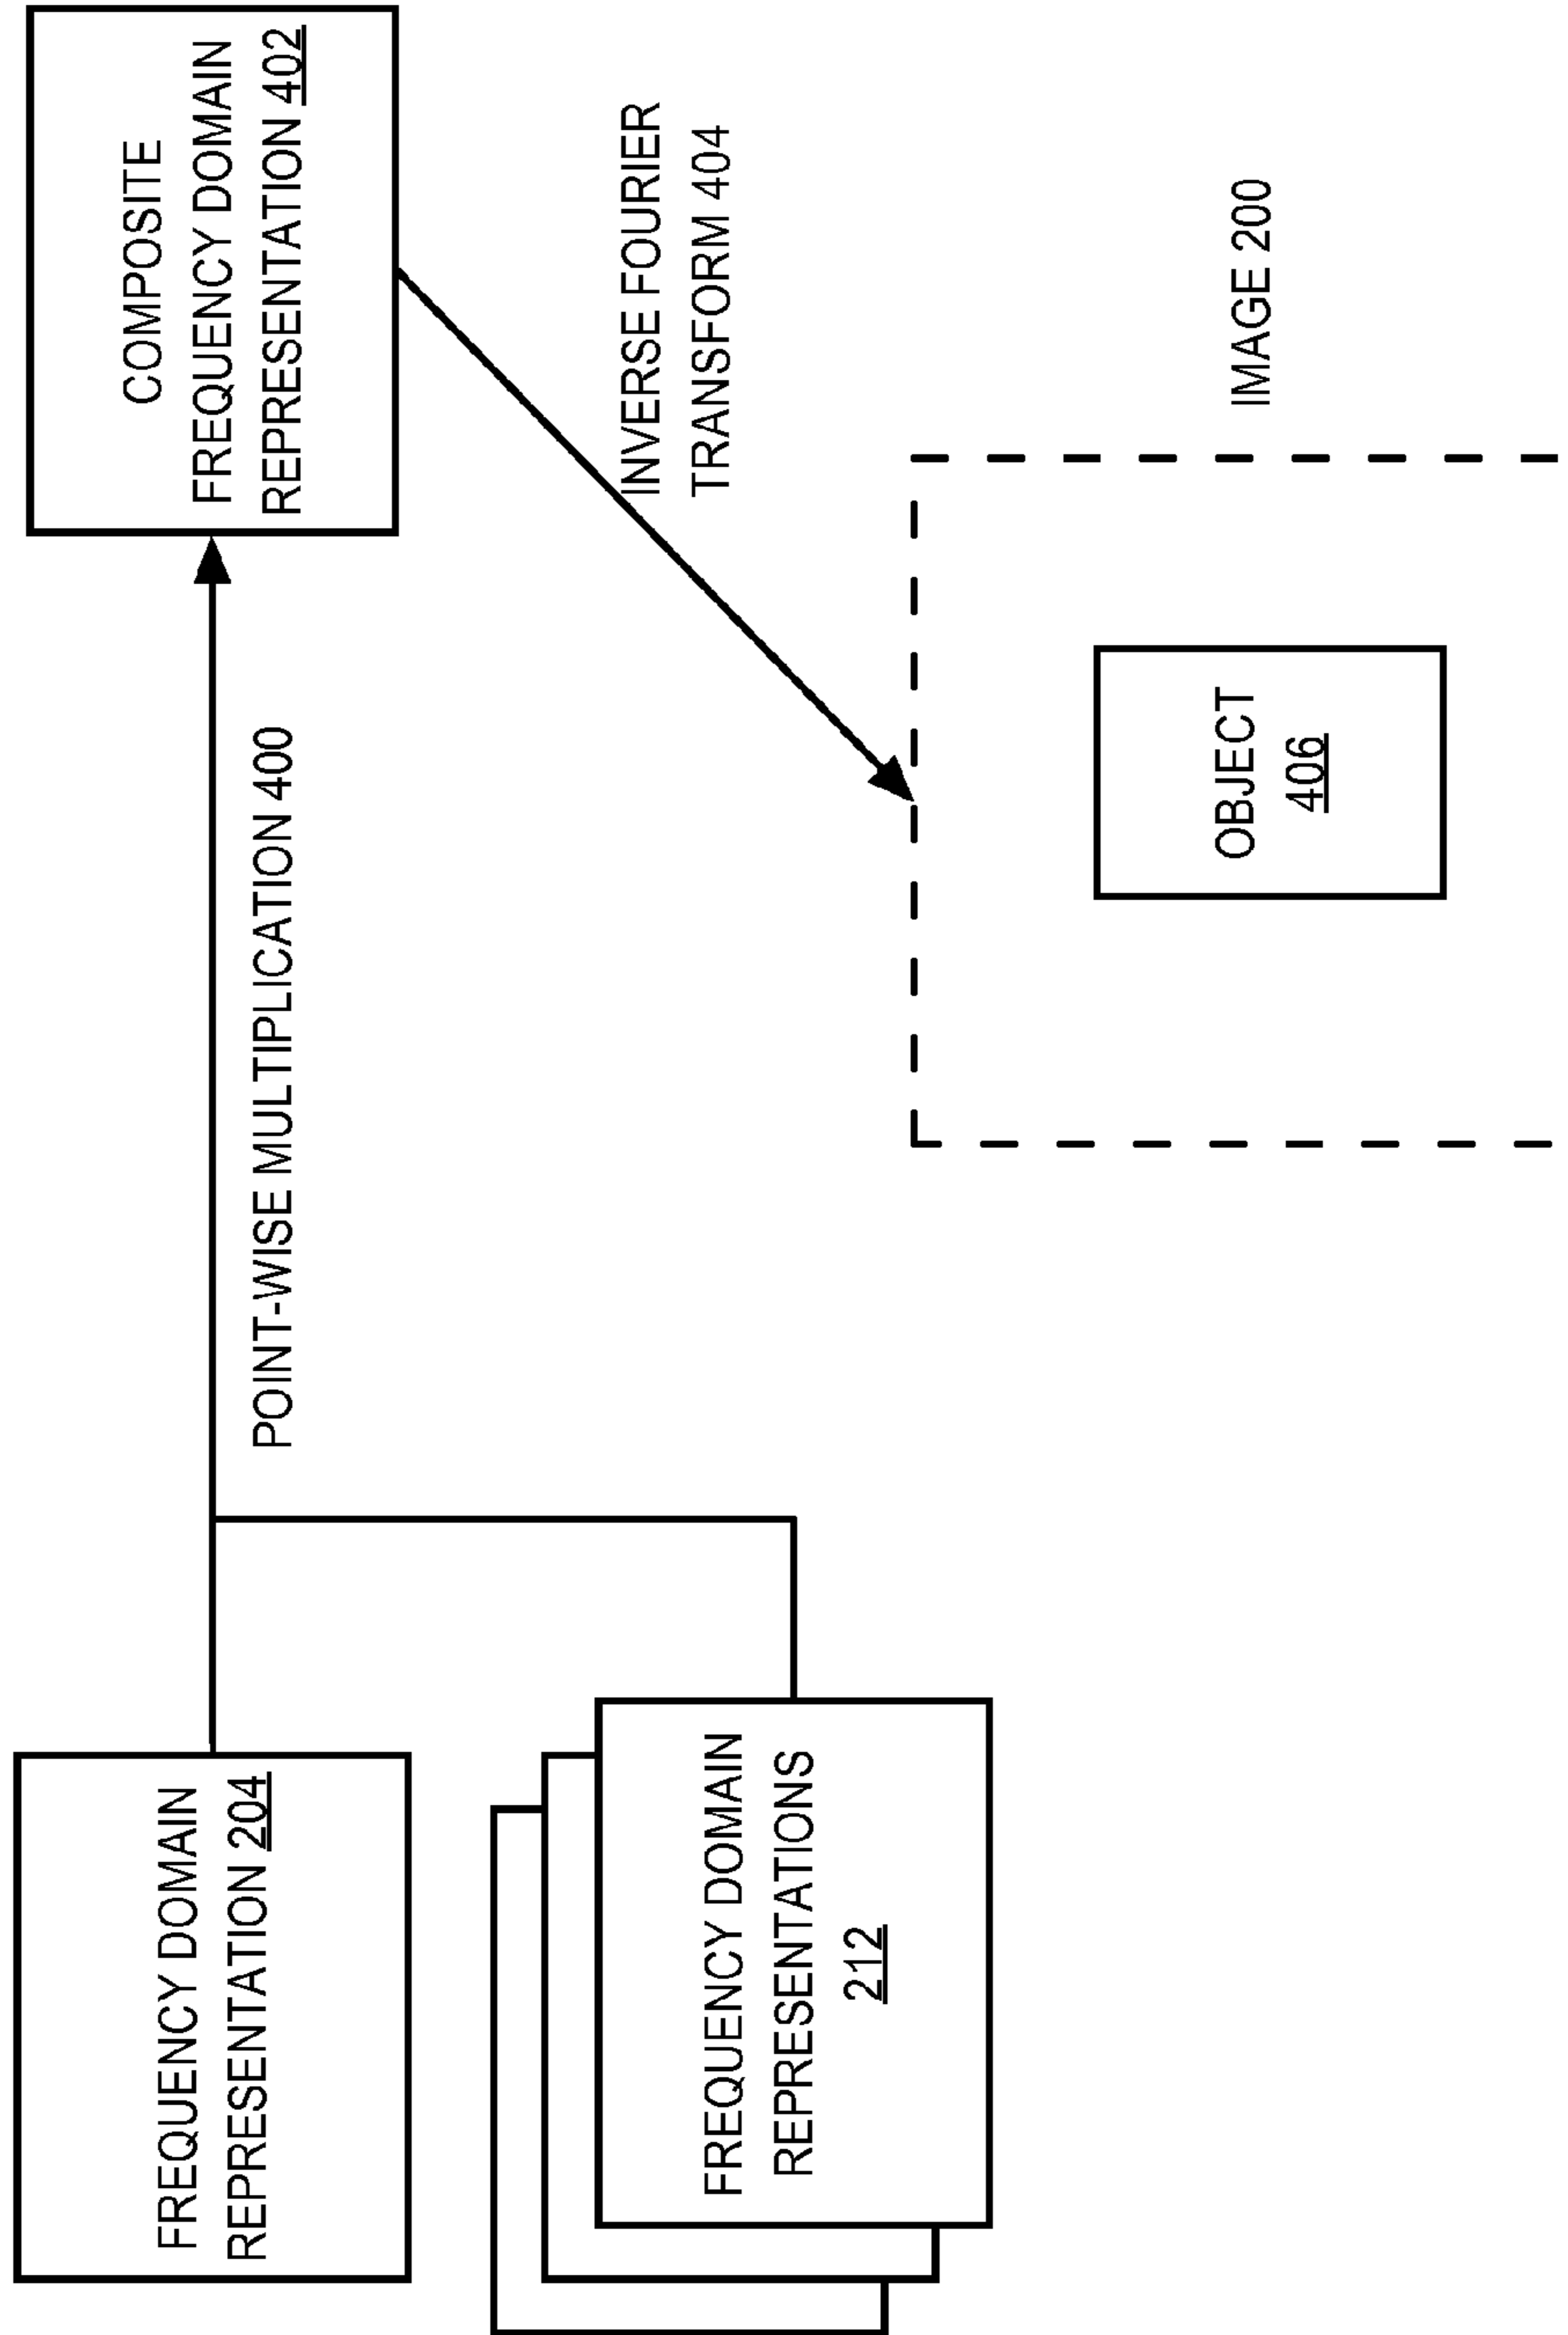 FREQUENCY DOMAIN
REPRESENTATION 204
FREQUENCY DOMAIN
REPRESENTATIONS
212
POINT-WISE MULTIPLICATION 400
COMPOSITE
FREQUENCY DOMAIN
REPRESENTATION 402
INVERSE FOURIER
TRANSFORM 404
OBJECT
406
IMAGE 200